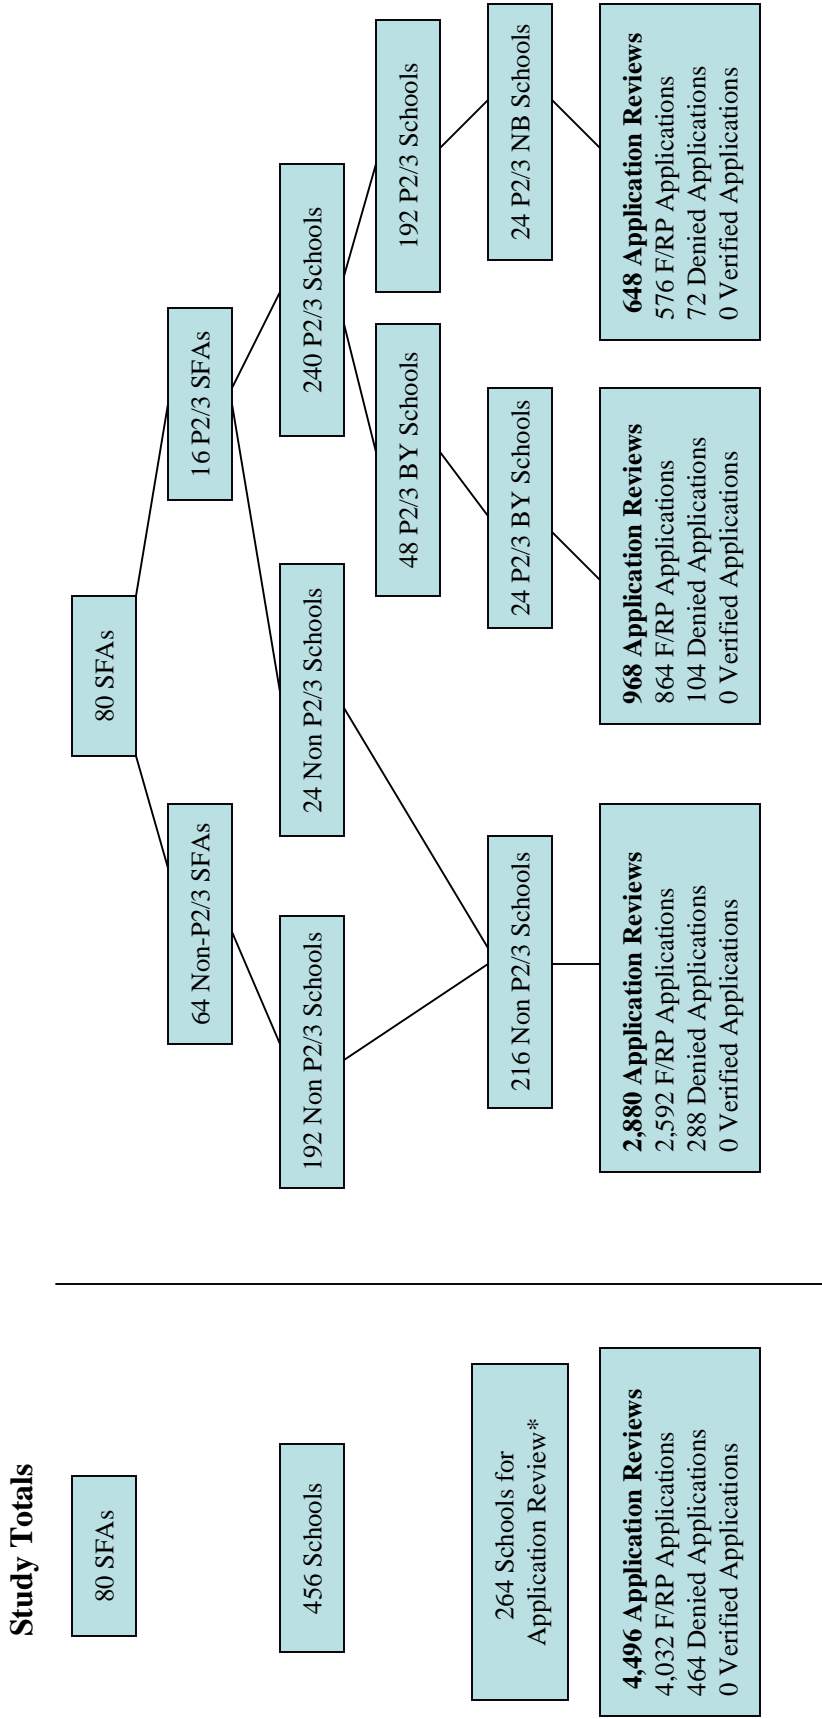 Study Totals
80 SFAs
80 SFAs
64 Non-P2/3 SFAs
16 P2/3 SFAs
456 Schools
192 Non P2/3 Schools
24 Non P2/3 Schools
240 P2/3 Schools
48 P2/3 BY Schools
192 P2/3 Schools
264 Schools for
Application Review*
216 Non P2/3 Schools
24 P2/3 BY Schools
24 P2/3 NB Schools
4,496 Application Reviews
4,032 F/RP Applications
464 Denied Applications
0 Verified Applications
2,880 Application Reviews
2,592 F/RP Applications
288 Denied Applications
0 Verified Applications
968 Application Reviews
864 F/RP Applications
104 Denied Applications
0 Verified Applications
648 Application Reviews
576 F/RP Applications
72 Denied Applications
0 Verified Applications